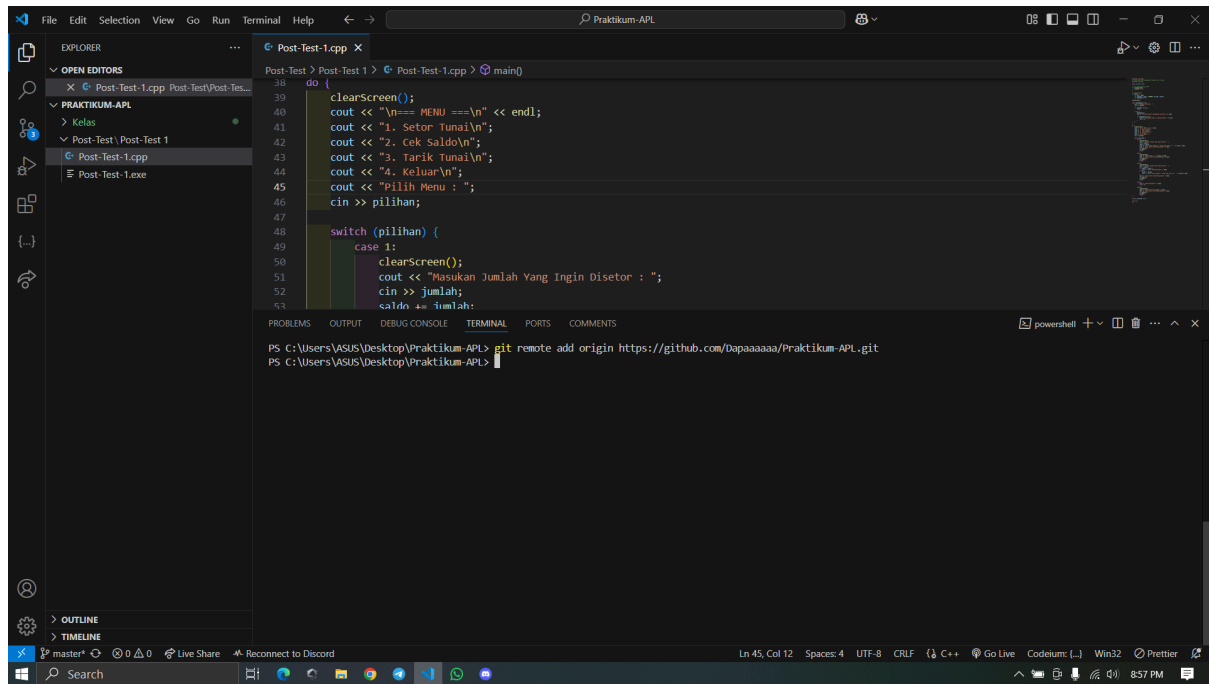 File Edit Selection View Go Run Terminal Help
Praktikum-APL
EXPLORER
OPEN EDITORS
Post-Test-1.cpp Post-Test\Post-Tes...
PRAKTIKUM-APL
Kelas
Post-Test \ Post-Test 1
Post-Test-1.cpp
Post-Test-1.exe
OUTLINE
TIMELINE
3
Post-Test-1.cpp
Post-Test > Post-Test 1 > Post-Test-1.cpp > main()
38 do {
39 clearScreen();
40 cout << "\n=== MENU ===\n" << endl;
41 cout << "1. Setor Tunai\n";
42 cout << "2. Cek Saldo\n";
43 cout << "3. Tarik Tunai\n";
44 cout << "4. Keluar\n";
45 cout << "Pilih Menu : ";
46 cin >> pilihan;
47
48 switch (pilihan) {
49 case 1:
50 clearScreen();
51 cout << "Masukan Jumlah Yang Ingin Disetor : ";
52 cin >> jumlah;
53 saldo += jumlah;
PROBLEMS OUTPUT DEBUG CONSOLE TERMINAL PORTS COMMENTS
powershell
PS C:\Users\ASUS\Desktop\Praktikum-APL> git remote add origin https://github.com/Dapaaaaaa/Praktikum-APL.git
PS C:\Users\ASUS\Desktop\Praktikum-APL>
master* 0 0 Live Share Reconnect to Discord Ln 45, Col 12 Spaces: 4 UTF-8 CRLF C++ Go Live Codeium: {...} Win32 Prettier
Search 8:57 PM